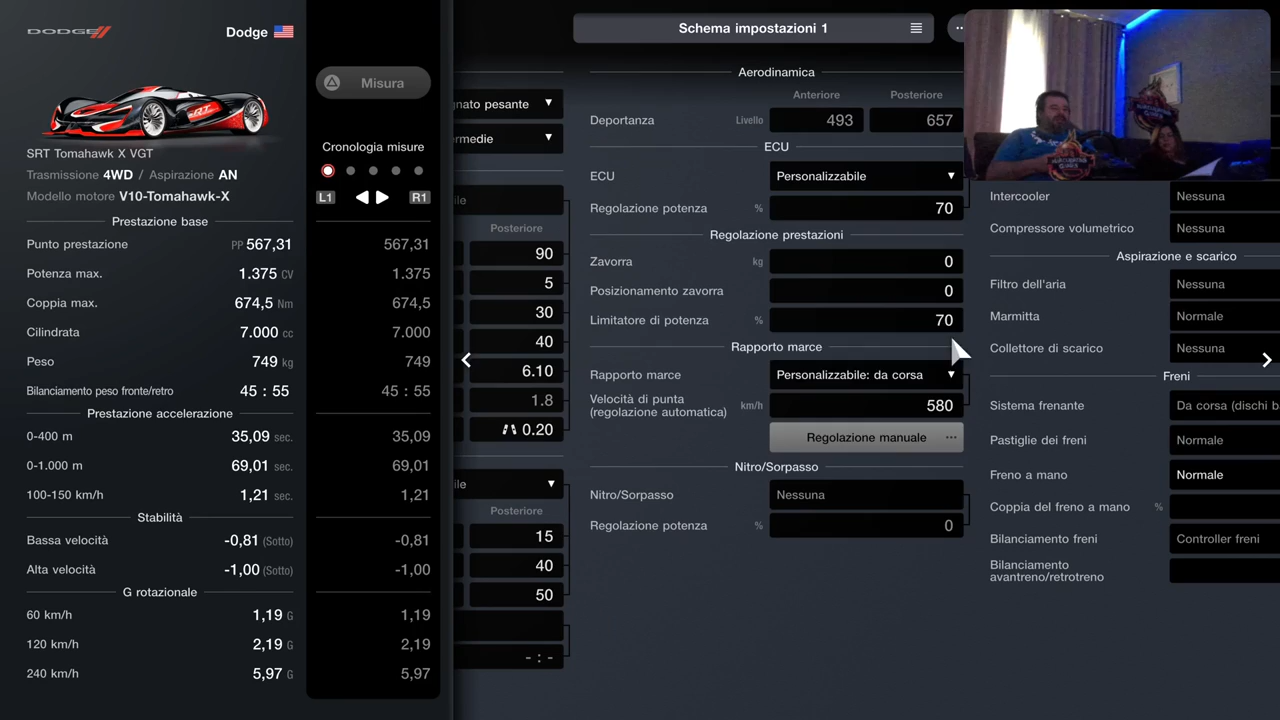 DODGE
Dodge
SRT
SRT Tomahawk X VGT
Trasmissione 4WD / Aspirazione AN
Modello motore V10-Tomahawk-X
Prestazione base
Punto prestazione PP 567,31
Potenza max. 1.375 CV
Coppia max. 674,5 Nm
Cilindrata 7.000 cc
Peso 749 kg
Bilanciamento peso fronte/retro 45 : 55
Prestazione accelerazione
0-400 m 35,09 sec.
0-1.000 m 69,01 sec.
100-150 km/h 1,21 sec.
Stabilità
Bassa velocità -0,81 (Sotto)
Alta velocità -1,00 (Sotto)
G rotazionale
60 km/h 1,19 G
120 km/h 2,19 G
240 km/h 5,97 G
Misura
Cronologia misure
L1 R1
567,31
1.375
674,5
7.000
749
45 : 55
35,09
69,01
1,21
-0,81
-1,00
1,19
2,19
5,97
gnato pesante
ermedie
ile
Posteriore
90
5
30
40
6.10
1.8
0.20
ile
Posteriore
15
40
50
- : -
Schema impostazioni 1
Aerodinamica
Anteriore Posteriore
Deportanza Livello 493 657
ECU
ECU Personalizzabile
Regolazione potenza % 70
Regolazione prestazioni
Zavorra kg 0
Posizionamento zavorra 0
Limitatore di potenza % 70
Rapporto marce
Rapporto marce Personalizzabile: da corsa
Velocità di punta
(regolazione automatica) km/h 580
Regolazione manuale
Nitro/Sorpasso
Nitro/Sorpasso Nessuna
Regolazione potenza % 0
Intercooler Nessuna
Compressore volumetrico Nessuna
Aspirazione e scarico
Filtro dell'aria Nessuna
Marmitta Normale
Collettore di scarico Nessuna
Freni
Sistema frenante Da corsa (dischi b
Pastiglie dei freni Normale
Freno a mano Normale
Coppia del freno a mano %
Bilanciamento freni Controller freni
Bilanciamento
avantreno/retrotreno